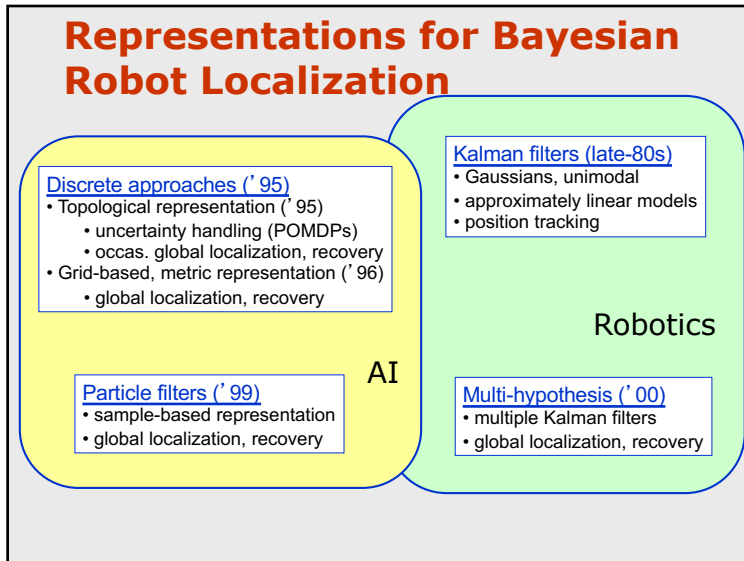 Representations for Bayesian
Robot Localization
Discrete approaches (’95)
• Topological representation (’95)
• uncertainty handling (POMDPs)
• occas. global localization, recovery
• Grid-based, metric representation (’96)
• global localization, recovery
Particle filters (’99)
• sample-based representation
• global localization, recovery
AI
Kalman filters (late-80s)
• Gaussians, unimodal
• approximately linear models
• position tracking
Robotics
Multi-hypothesis (’00)
• multiple Kalman filters
• global localization, recovery